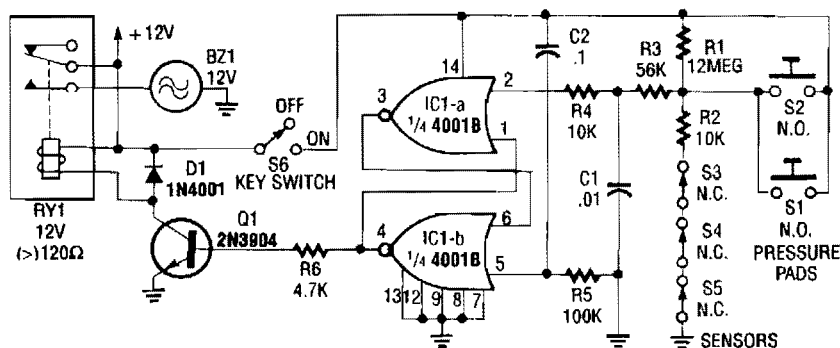 +12V
BZ1
12V
OFF
ON
S6
KEY SWITCH
D1
1N4001
RY1
12V
(>)120Ω
Q1
2N3904
R6
4.7K
3
14
2
1
IC1-a
1/4 4001B
4
6
5
IC1-b
1/4 4001B
13
12
9
8
7
C2
.1
R4
10K
C1
.01
R5
100K
R3
56K
R1
12MEG
R2
10K
S3
N.C.
S4
N.C.
S5
N.C.
SENSORS
S2
N.O.
S1
N.O.
PRESSURE
PADS